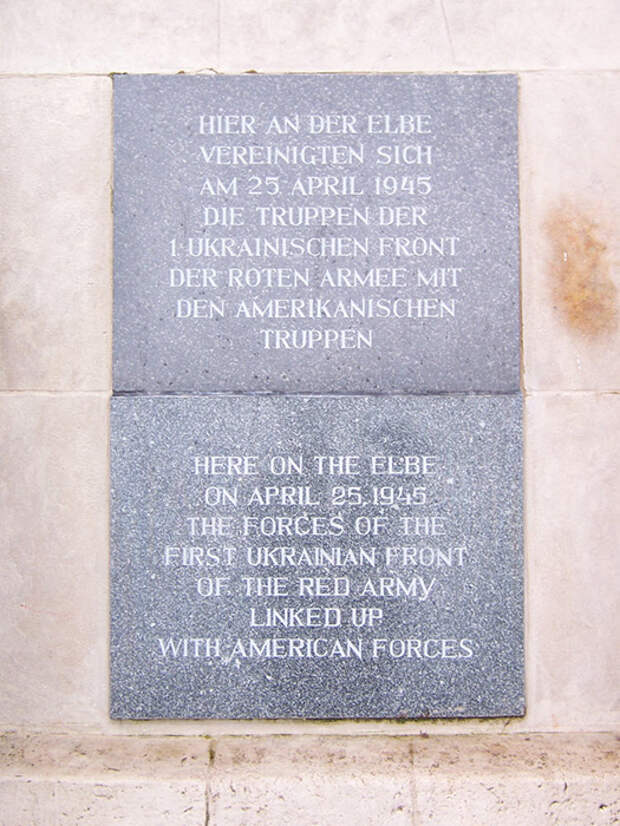 HIER AN DER ELBE
VEREINIGTEN SICH
AM 25. APRIL 1945
DIE TRUPPEN DER
1. UKRAINISCHEN FRONT
DER ROTEN ARMEE MIT
DEN AMERIKANISCHEN
TRUPPEN
HERE ON THE ELBE
ON APRIL 25.1945
THE FORCES OF THE
FIRST UKRAINIAN FRONT
OF THE RED ARMY
LINKED UP
WITH AMERICAN FORCES